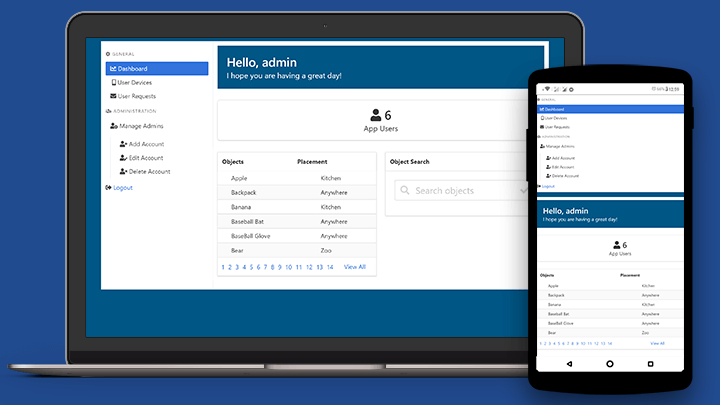 GENERAL
Dashboard
User Devices
User Requests
ADMINISTRATION
Manage Admins
Add Account
Edit Account
Delete Account
Logout
Hello, admin
I hope you are having a great day!
6
App Users
Objects Placement
Apple Kitchen
Backpack Anywhere
Banana Kitchen
Baseball Bat Anywhere
BaseBall Glove Anywhere
Bear Zoo
1 2 3 4 5 6 7 8 9 10 11 12 13 14 View All
Object Search
Search objects
GENERAL
Dashboard
User Devices
User Requests
ADMINISTRATION
Manage Admins
Add Account
Edit Account
Delete Account
Logout
Hello, admin
I hope you are having a great day!
6
App Users
Objects Placement
Apple Kitchen
Backpack Anywhere
Banana Kitchen
Baseball Bat Anywhere
BaseBall Glove Anywhere
Bear Zoo
1 2 3 4 5 6 7 8 9 10 11 12 13 14 View All